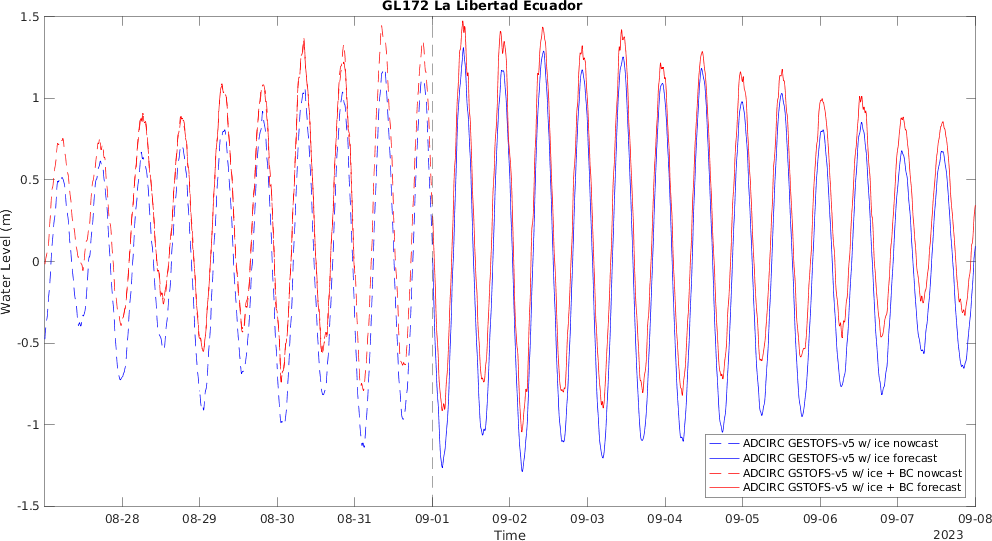 GL172 La Libertad Ecuador
1.5
1
0.5
0
-0.5
-1
-1.5
Water Level (m)
ADCIRC GESTOFS-v5 w/ ice nowcast
ADCIRC GESTOFS-v5 w/ ice forecast
ADCIRC GSTOFS-v5 w/ ice + BC nowcast
ADCIRC GSTOFS-v5 w/ ice + BC forecast
08-28 08-29 08-30 08-31 09-01 09-02 09-03 09-04 09-05 09-06 09-07 09-08
Time
2023